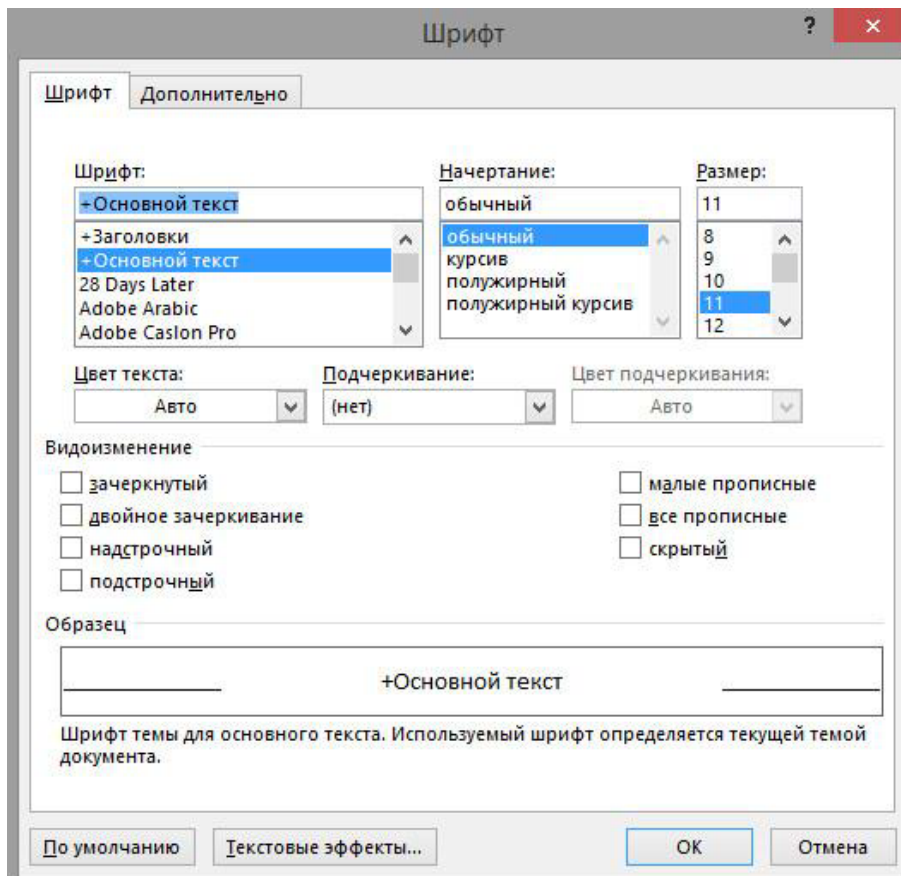 Шрифт
?
Шрифт Дополнительно
Шрифт: Начертание: Размер:
+Основной текст обычный 11
+Заголовки обычный 8
+Основной текст курсив 9
28 Days Later полужирный 10
Adobe Arabic полужирный курсив 11
Adobe Caslon Pro 12
Цвет текста: Подчеркивание: Цвет подчеркивания:
Авто (нет) Авто
Видоизменение
зачеркнутый малые прописные
двойное зачеркивание все прописные
надстрочный скрытый
подстрочный
Образец
+Основной текст
Шрифт темы для основного текста. Используемый шрифт определяется текущей темой
документа.
По умолчанию Текстовые эффекты... ОК Отмена